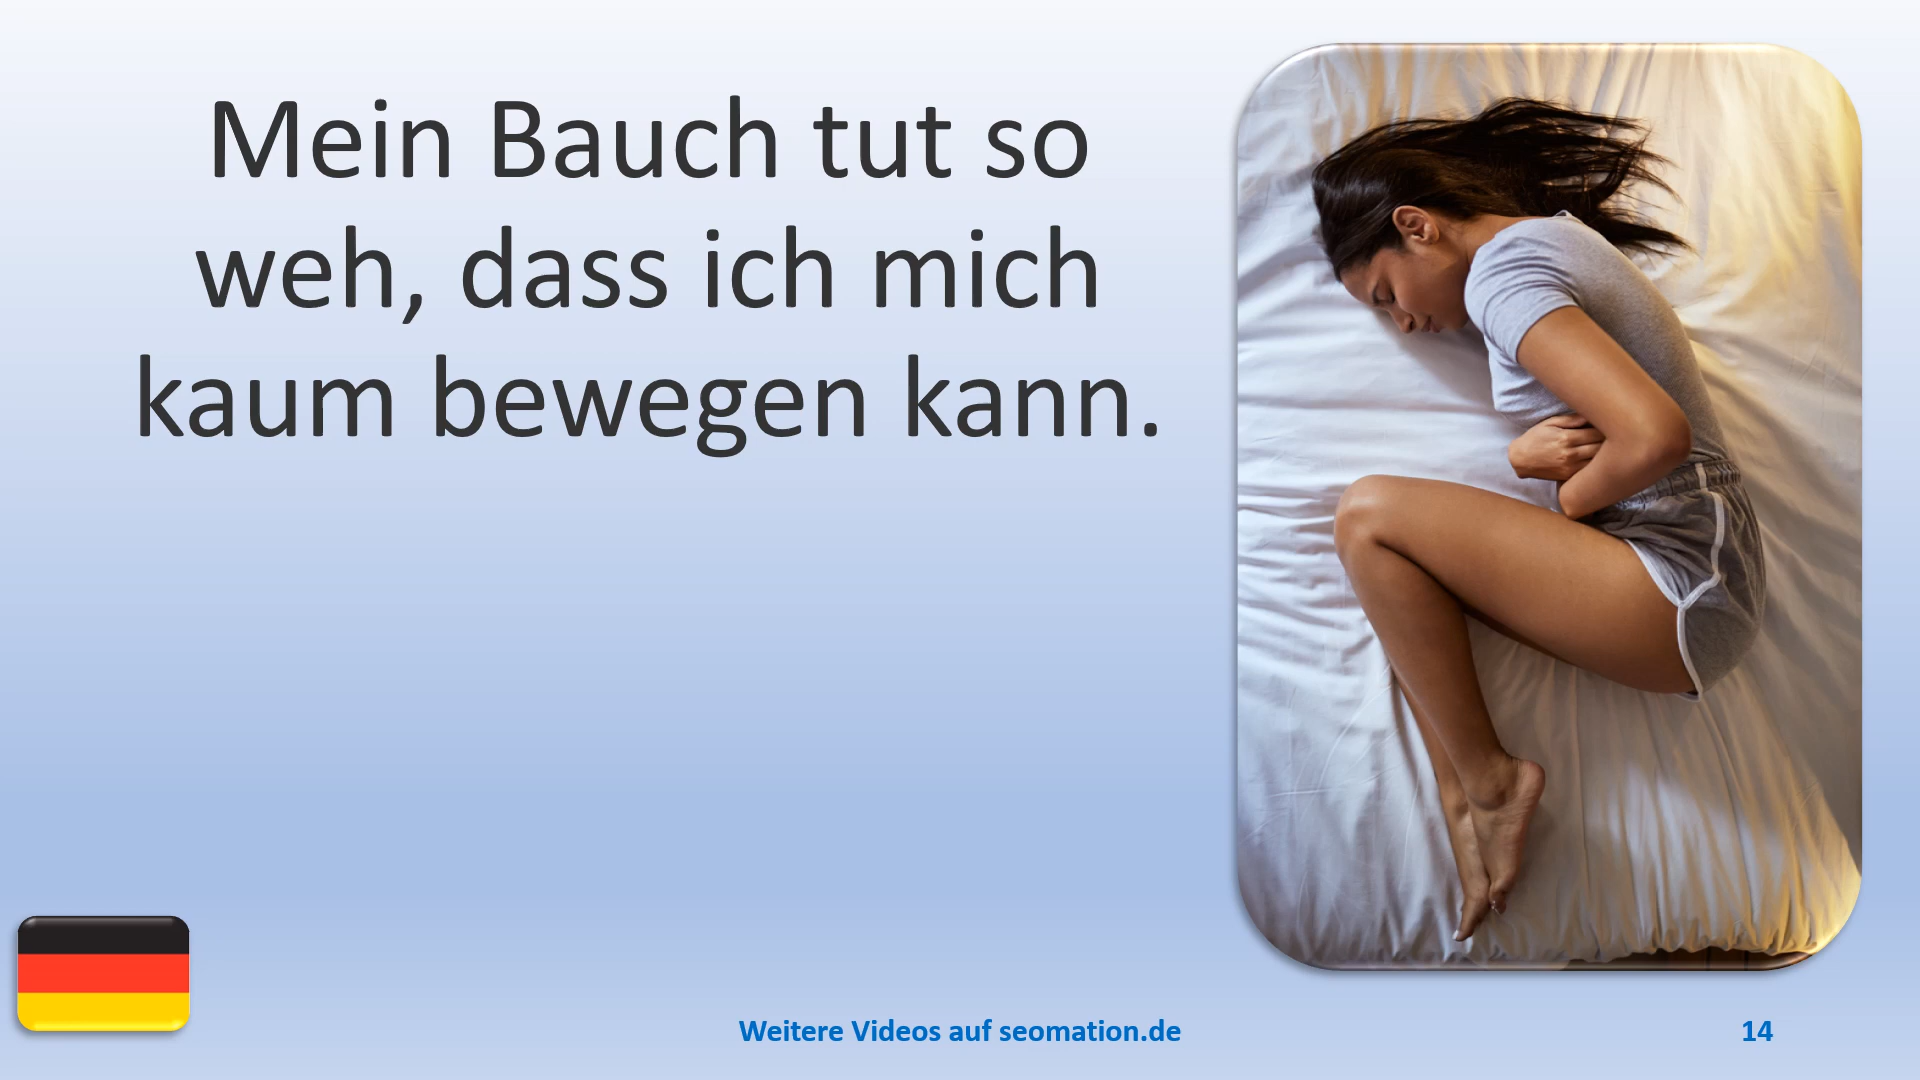 Mein Bauch tut so
weh, dass ich mich
kaum bewegen kann.
Weitere Videos auf seomation.de
14